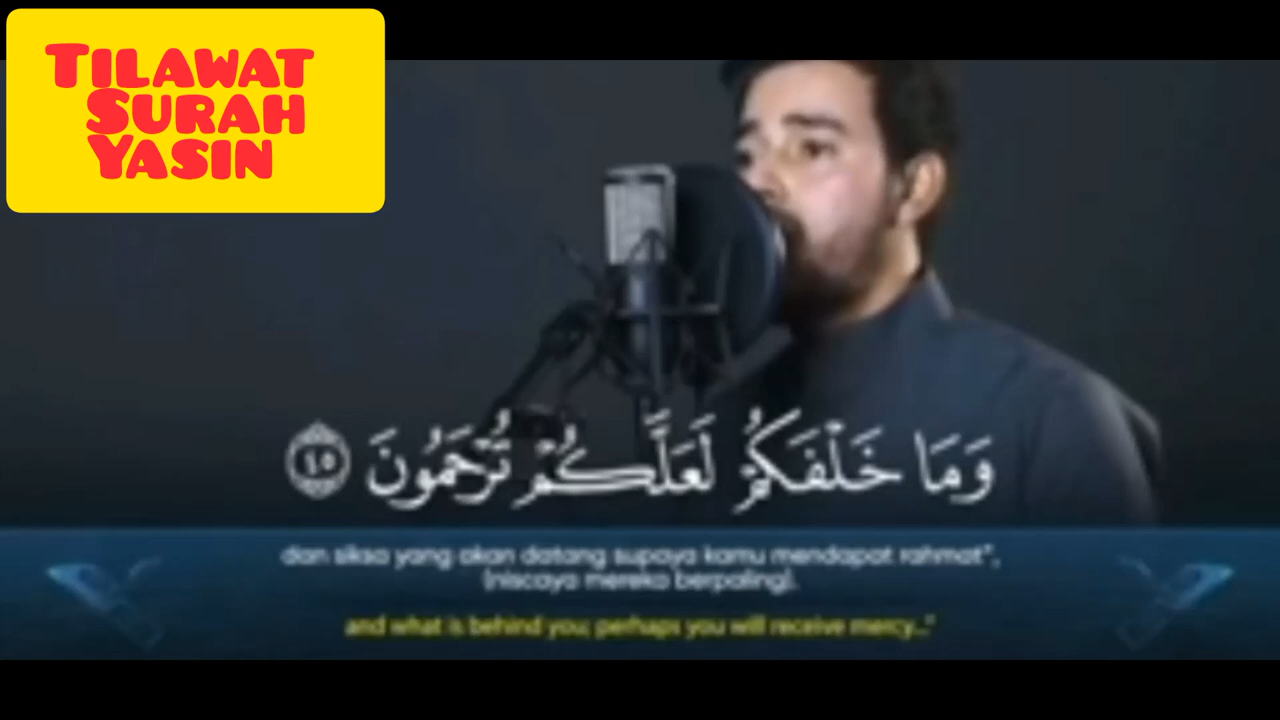 TILAWAT
SURAH
YASIN
وَمَا خَلْفَكُمْ لَعَلَّكُمْ تُرْحَمُونَ ٤٥
dan siksa yang akan datang supaya kamu mendapat rahmat",
(niscaya mereka berpaling).
and what is behind you; perhaps you will receive mercy..."